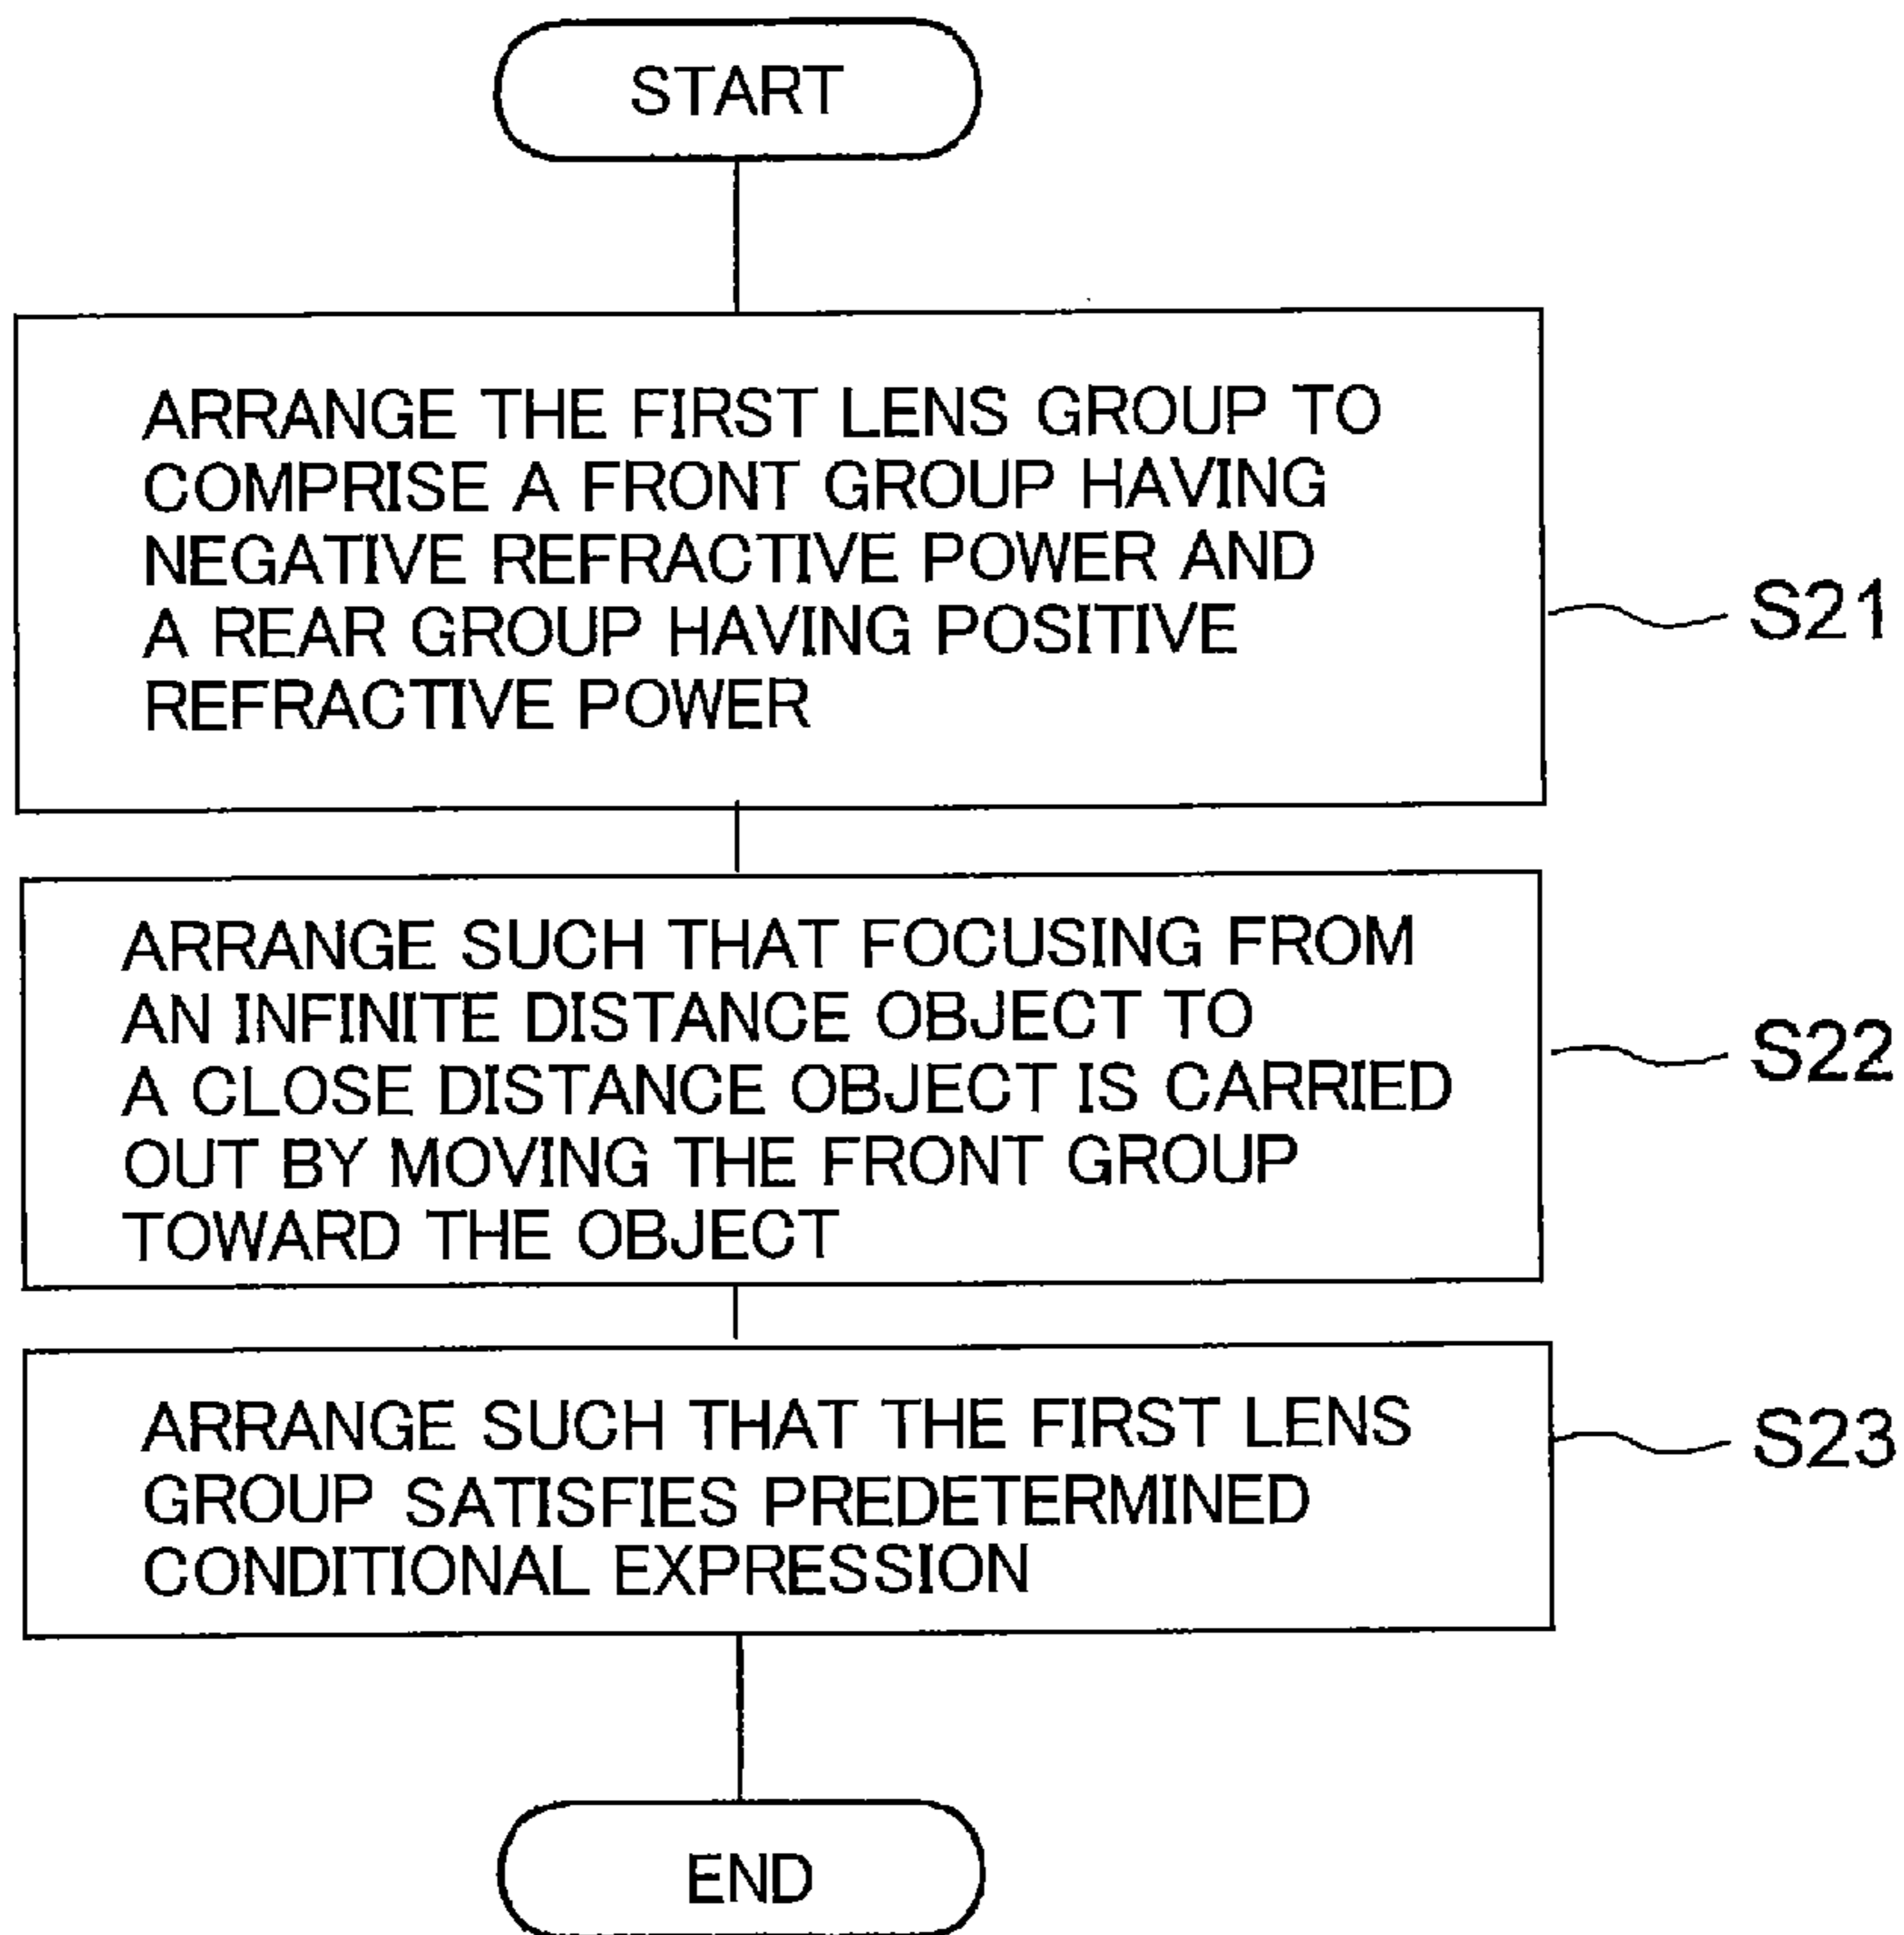 START
ARRANGE THE FIRST LENS GROUP TO
COMPRISE A FRONT GROUP HAVING
NEGATIVE REFRACTIVE POWER AND
A REAR GROUP HAVING POSITIVE
REFRACTIVE POWER
S21
ARRANGE SUCH THAT FOCUSING FROM
AN INFINITE DISTANCE OBJECT TO
A CLOSE DISTANCE OBJECT IS CARRIED
OUT BY MOVING THE FRONT GROUP
TOWARD THE OBJECT
S22
ARRANGE SUCH THAT THE FIRST LENS
GROUP SATISFIES PREDETERMINED
CONDITIONAL EXPRESSION
S23
END